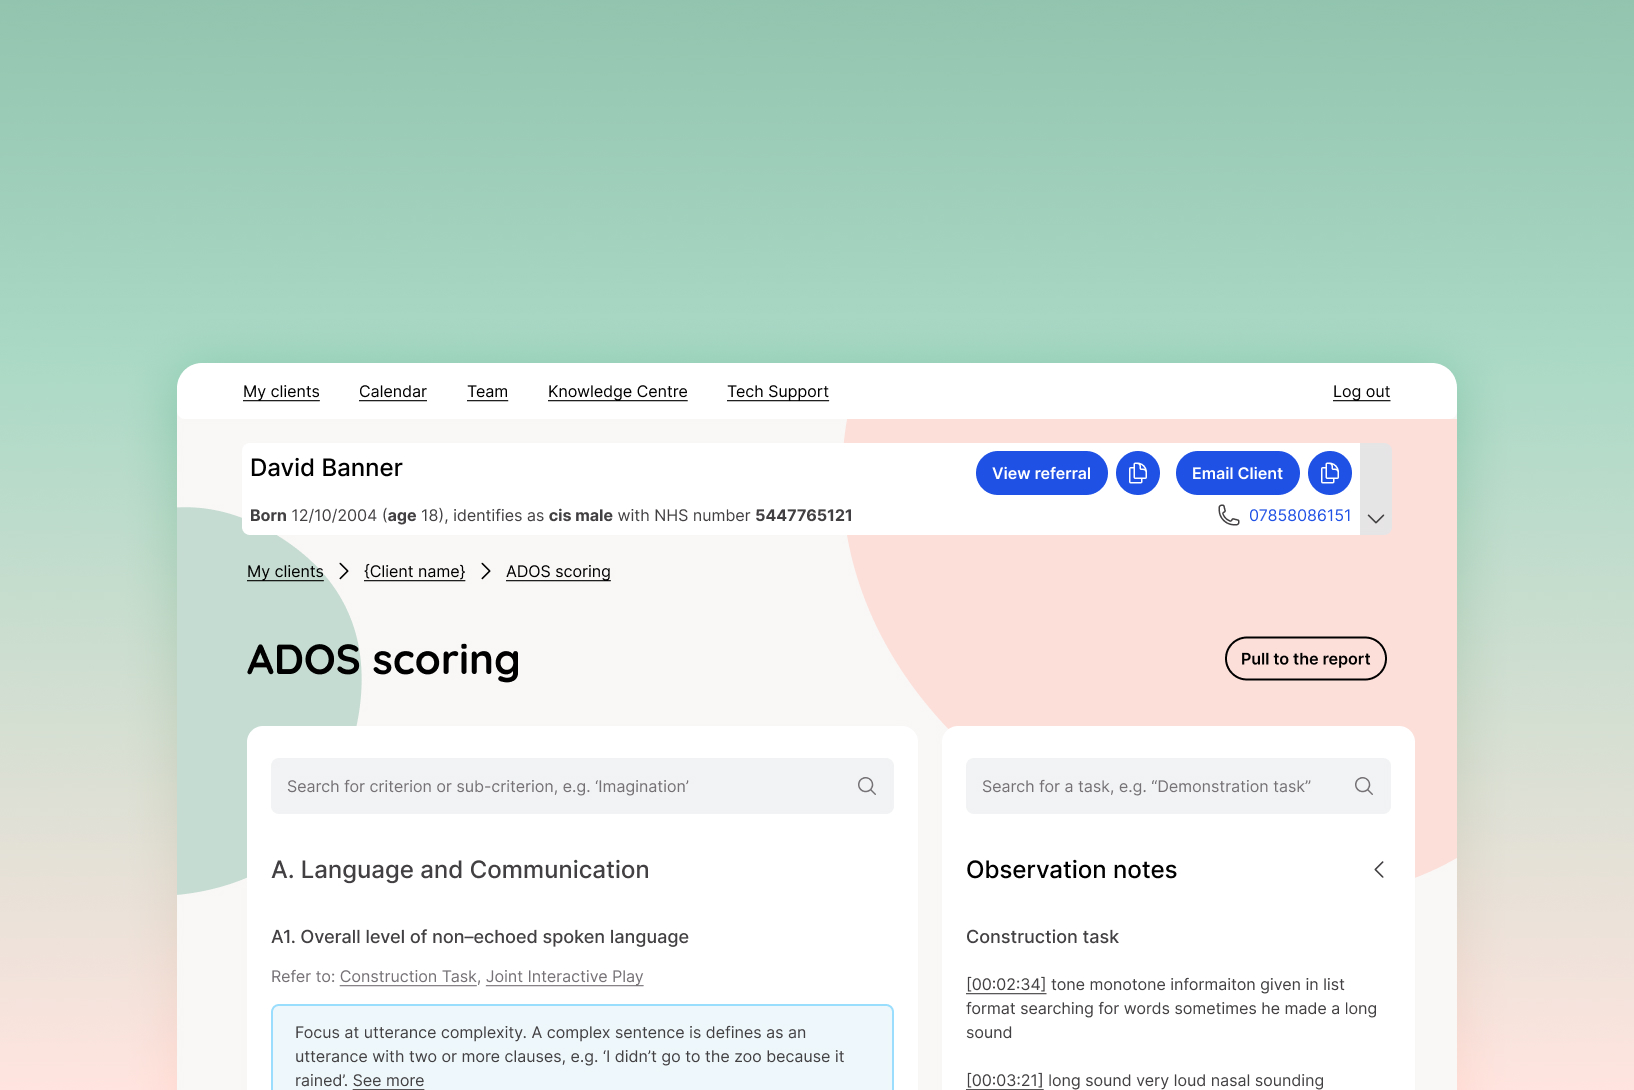 My clients Calendar Team Knowledge Centre Tech Support Log out
David Banner
View referral Email Client
Born 12/10/2004 (age 18), identifies as cis male with NHS number 5447765121
07858086151
My clients {Client name} ADOS scoring
ADOS scoring
Pull to the report
Search for criterion or sub-criterion, e.g. ‘Imagination’
A. Language and Communication
A1. Overall level of non–echoed spoken language
Refer to: Construction Task, Joint Interactive Play
Focus at utterance complexity. A complex sentence is defines as an
utterance with two or more clauses, e.g. ‘I didn’t go to the zoo because it
rained’. See more
Search for a task, e.g. “Demonstration task”
Observation notes
Construction task
[00:02:34] tone monotone informaiton given in list
format searching for words sometimes he made a long
sound
[00:03:21] long sound very loud nasal sounding